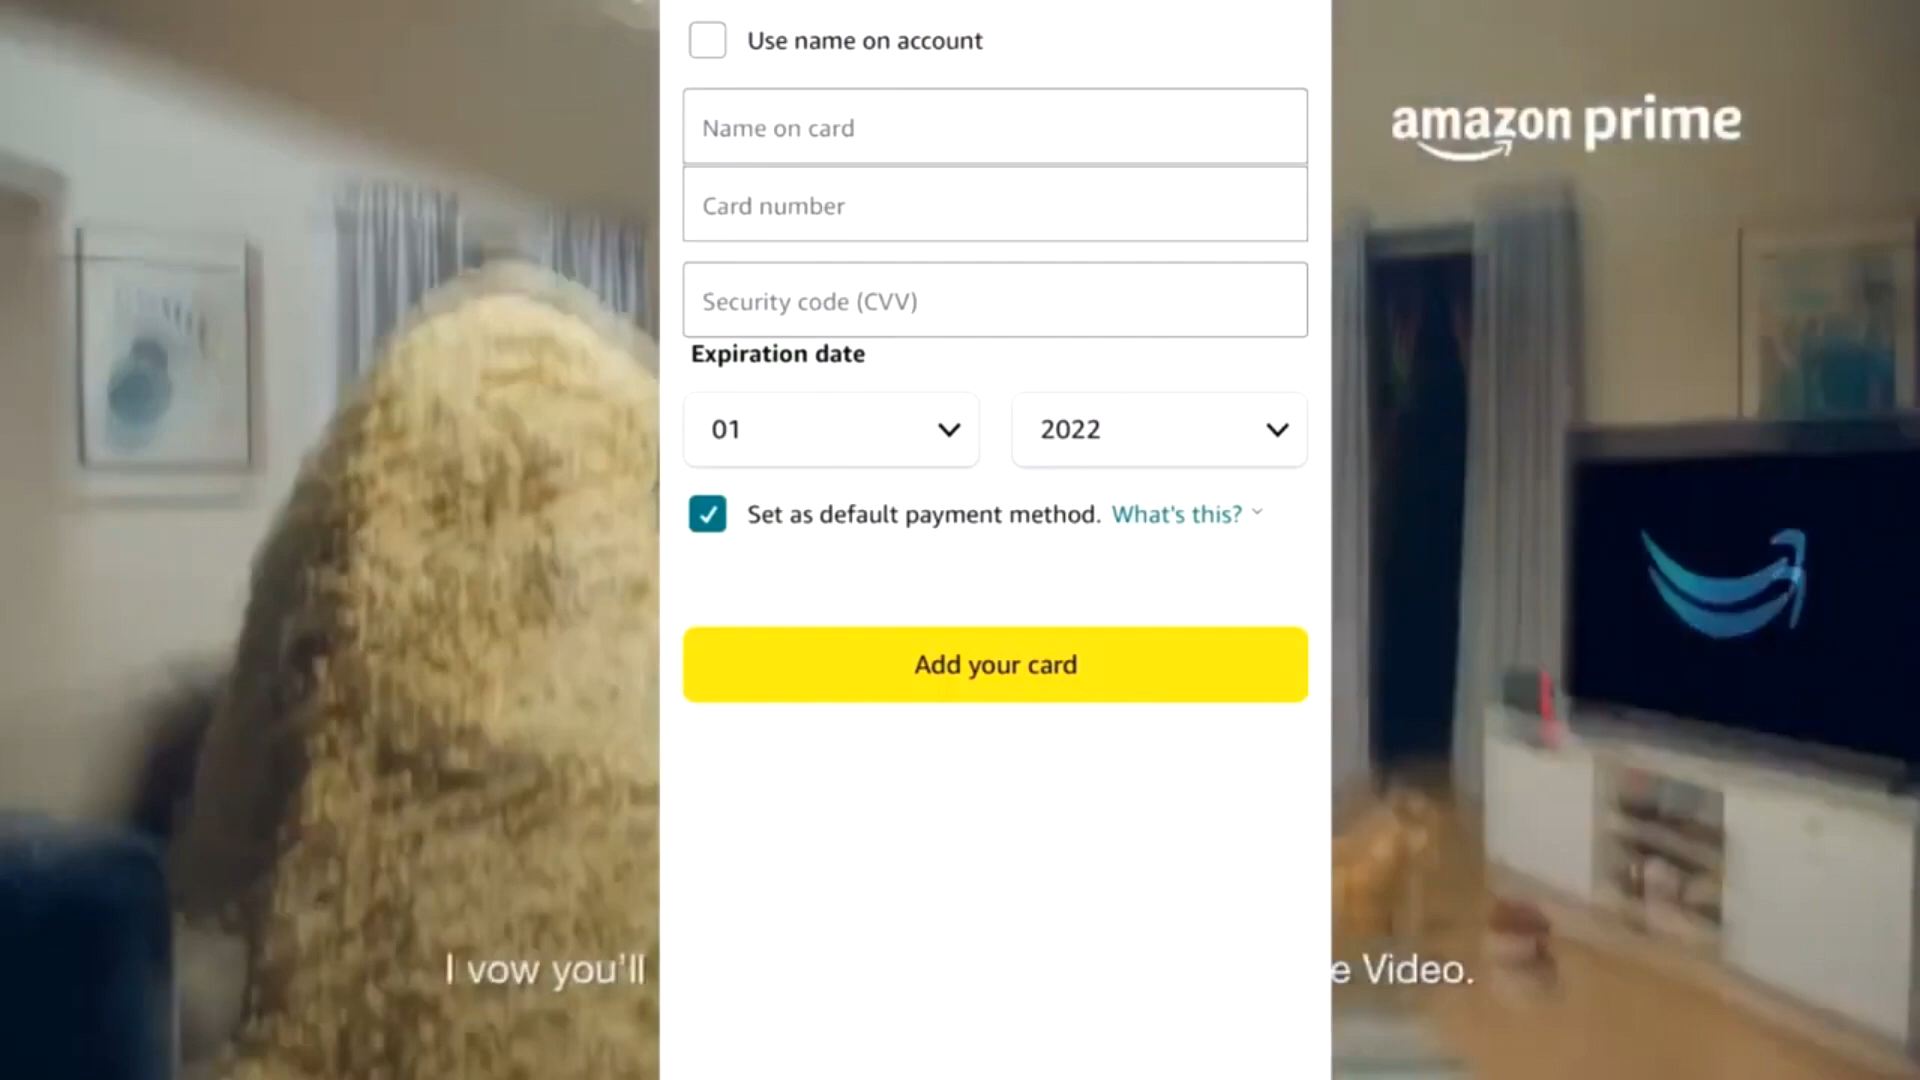 Use name on account
Name on card
Card number
Security code (CVV)
Expiration date
01 2022
Set as default payment method. What's this?
Add your card
amazon prime
I vow you'll
e Video.